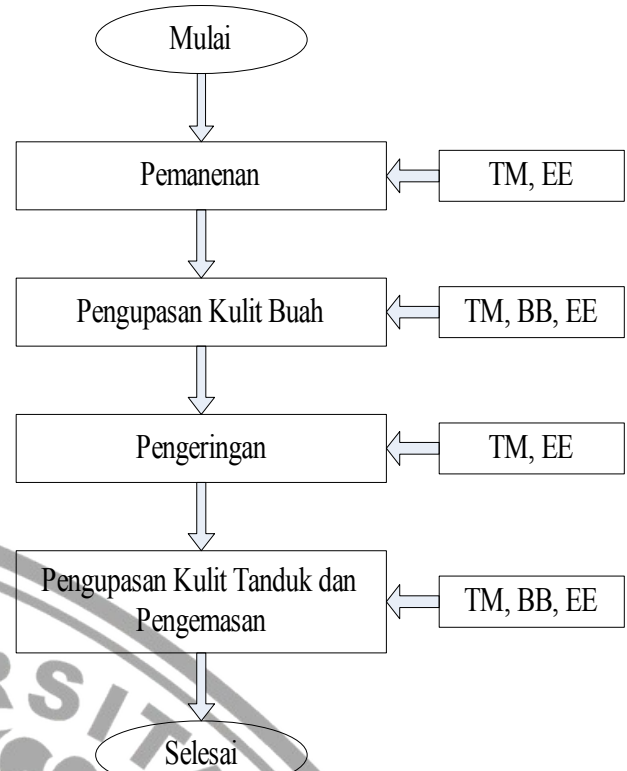 Mulai
Pemanenan
TM, EE
Pengupasan Kulit Buah
TM, BB, EE
Pengeringan
TM, EE
Pengupasan Kulit Tanduk dan
Pengemasan
TM, BB, EE
Selesai